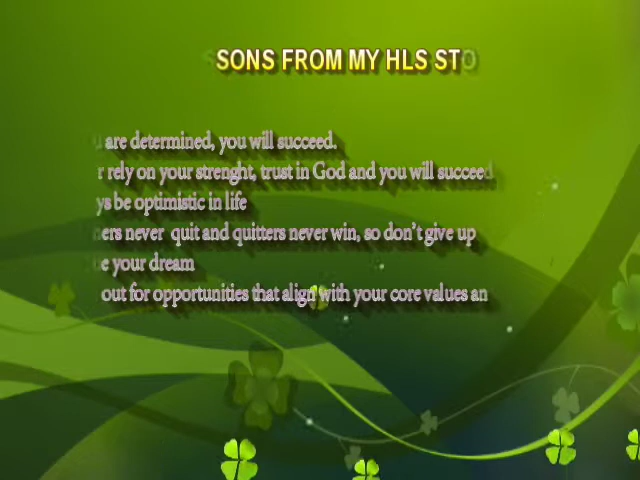 SONS FROM MY HLS STO
are determined, you will succeed.
r rely on your strenght, trust in God and you will succeed
ys be optimistic in life
ers never quit and quitters never win, so don't give up
e your dream
out for opportunities that align with your core values an